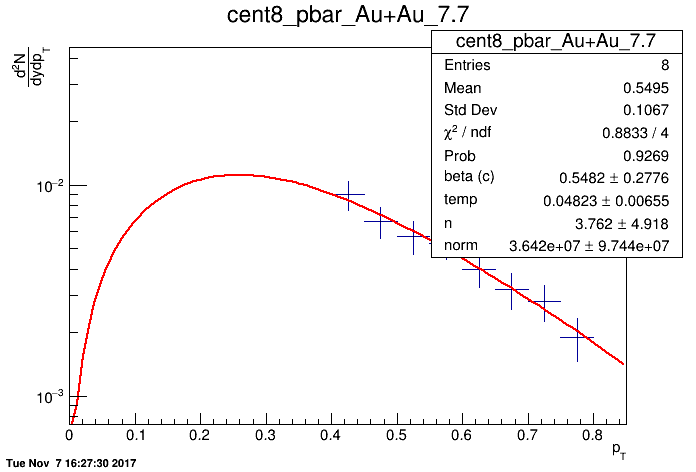 cent8_pbar_Au+Au_7.7
d²N
dydp_T
cent8_pbar_Au+Au_7.7
Entries 8
Mean 0.5495
Std Dev 0.1067
χ² / ndf 0.8833 / 4
Prob 0.9269
beta (c) 0.5482 ± 0.2776
temp 0.04823 ± 0.00655
n 3.762 ± 4.918
norm 3.642e+07 ± 9.744e+07
10⁻²
10⁻³
0 0.1 0.2 0.3 0.4 0.5 0.6 0.7 0.8
p_T
Tue Nov 7 16:27:30 2017